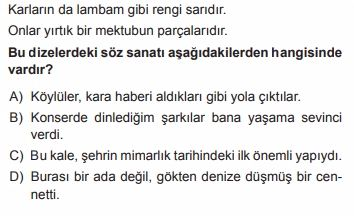 Karların da lambam gibi rengi sarıdır.
Onlar yırtık bir mektubun parçalarıdır.
Bu dizelerdeki söz sanatı aşağıdakilerden hangisinde
vardır?
A) Köylüler, kara haberi aldıkları gibi yola çıktılar.
B) Konserde dinlediğim şarkılar bana yaşama sevinci
verdi.
C) Bu kale, şehrin mimarlık tarihindeki ilk önemli yapıydı.
D) Burası bir ada değil, gökten denize düşmüş bir cen-
netti.